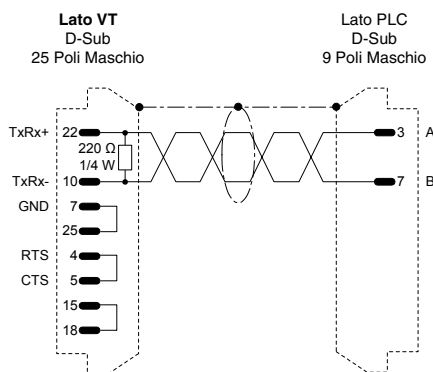 Lato VT
D-Sub
25 Poli Maschio
Lato PLC
D-Sub
9 Poli Maschio
TxRx+ 22
3 A
220 Ω
1/4 W
TxRx- 10
7 B
GND 7
25
RTS 4
CTS 5
15
18